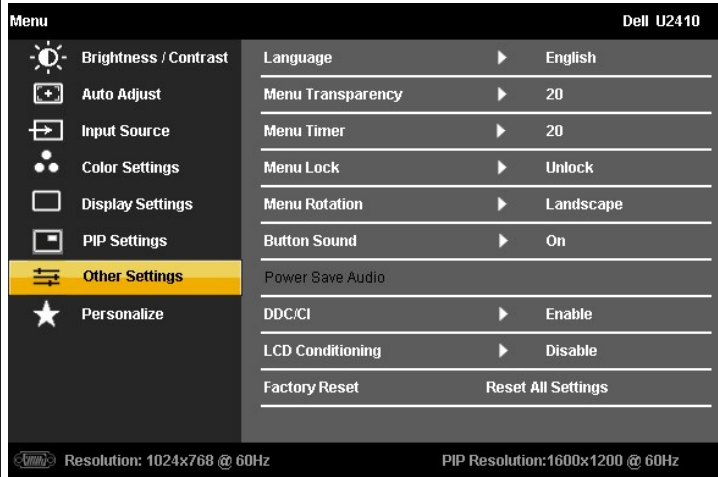 Menu Dell U2410
Brightness / Contrast Language English
Auto Adjust Menu Transparency 20
Input Source Menu Timer 20
Color Settings Menu Lock Unlock
Display Settings Menu Rotation Landscape
PIP Settings Button Sound On
Other Settings Power Save Audio
Personalize DDC/CI Enable
LCD Conditioning Disable
Factory Reset Reset All Settings
Resolution: 1024x768 @ 60Hz PIP Resolution:1600x1200 @ 60Hz